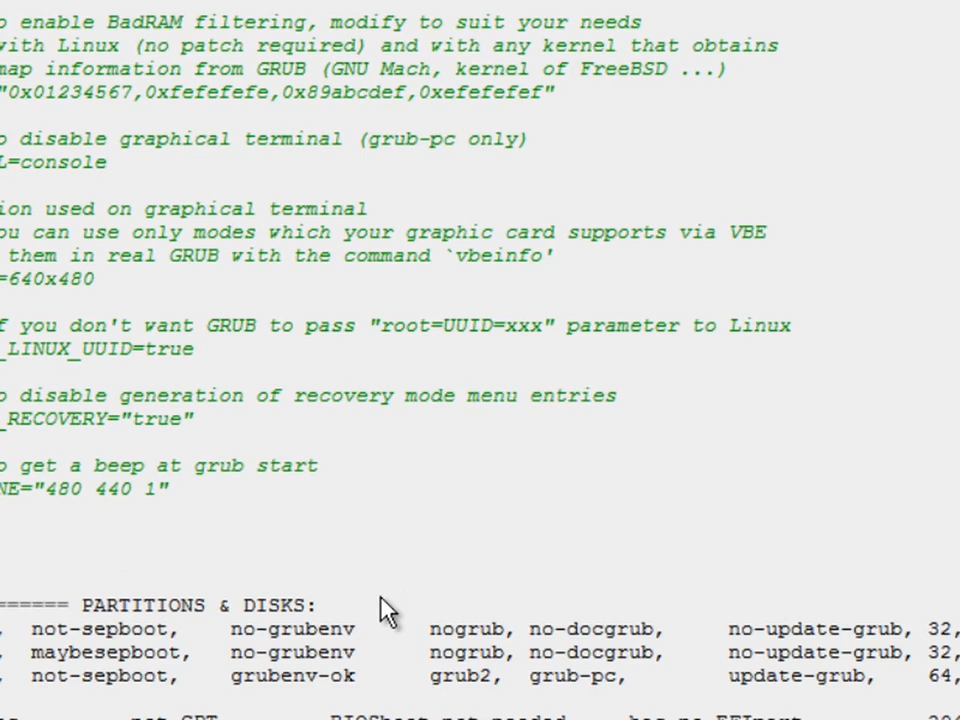 o enable BadRAM filtering, modify to suit your needs
with Linux (no patch required) and with any kernel that obtains
map information from GRUB (GNU Mach, kernel of FreeBSD ...)
"0x01234567,0xfefefefe,0x89abcdef,0xefefefef"
o disable graphical terminal (grub-pc only)
L=console
ion used on graphical terminal
ou can use only modes which your graphic card supports via VBE
them in real GRUB with the command `vbeinfo'
=640x480
f you don't want GRUB to pass "root=UUID=xxx" parameter to Linux
_LINUX_UUID=true
o disable generation of recovery mode menu entries
_RECOVERY="true"
o get a beep at grub start
NE="480 440 1"
====== PARTITIONS & DISKS:
, not-sepboot, no-grubenv nogrub, no-docgrub, no-update-grub, 32,
, maybesepboot, no-grubenv nogrub, no-docgrub, no-update-grub, 32,
, not-sepboot, grubenv-ok grub2, grub-pc, update-grub, 64,
not-GPT, BIOSboot-not-needed,